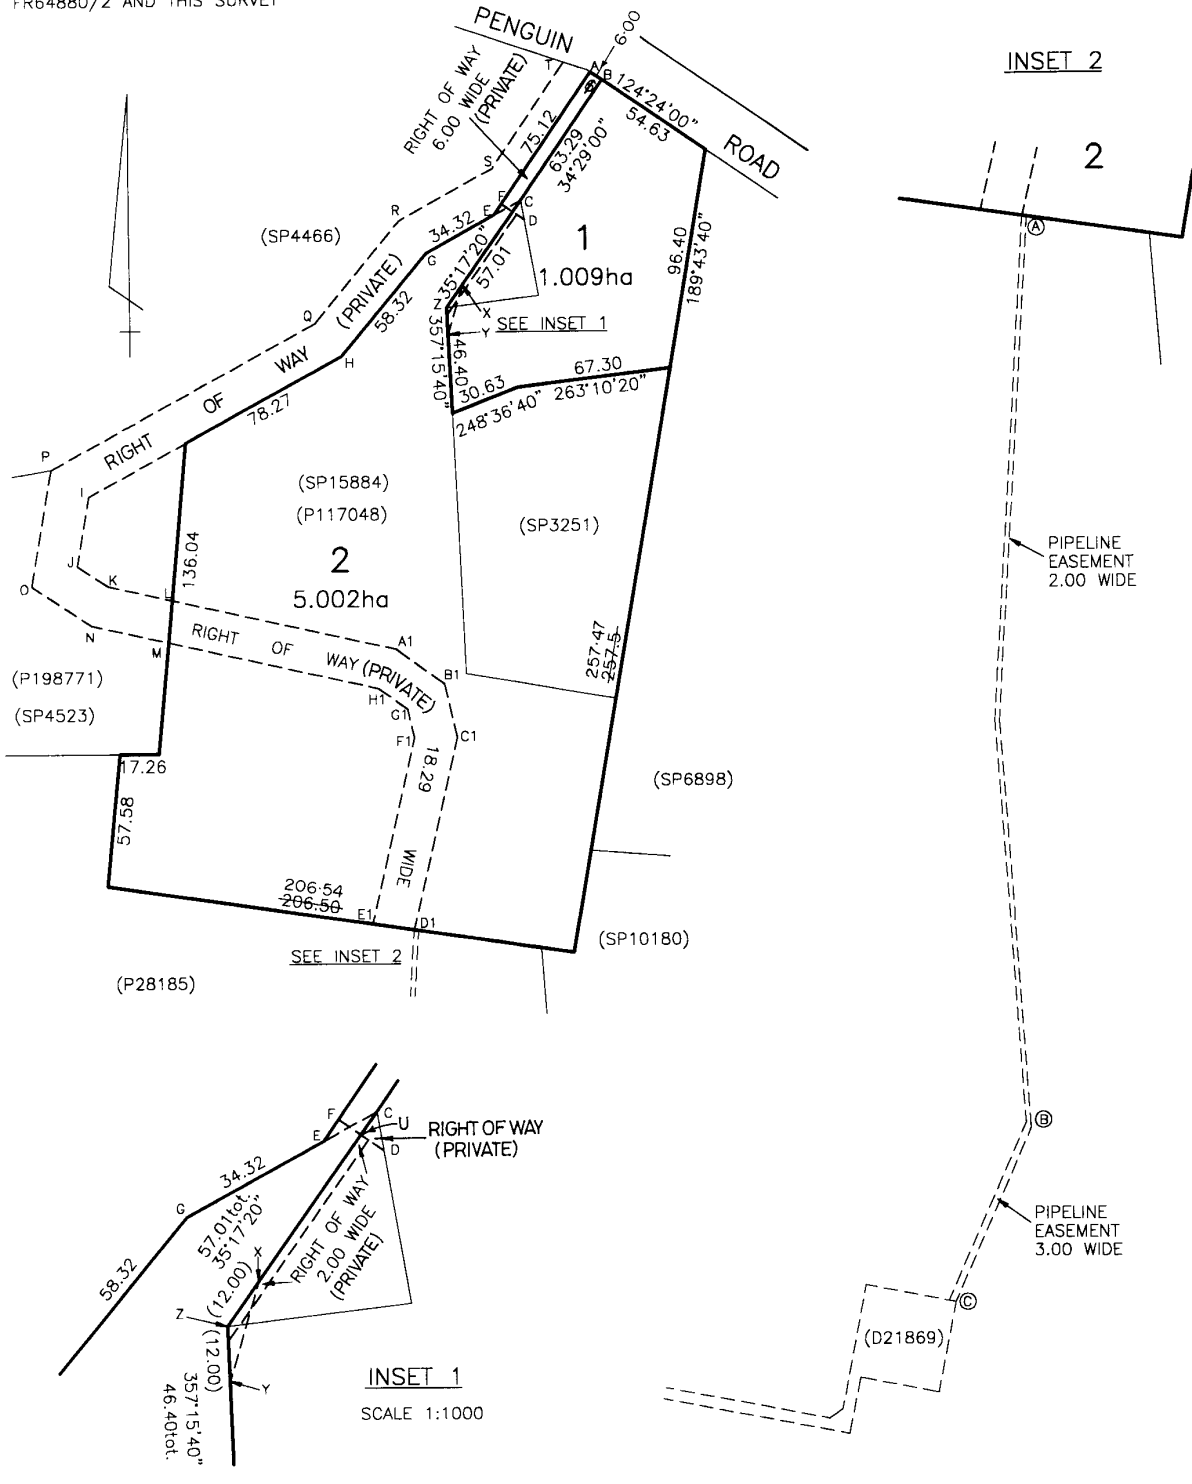 FR64880/2 AND THIS SURVEY
PENGUIN
ROAD
6·00
RIGHT OF WAY
6.00 WIDE
(PRIVATE)
T
A
B
124°24'00"
54.63
75.12
63.29
34°29'00"
S
R
E
F
C
D
34.32
G
(SP4466)
35°17'20"
57.01
1
1.009ha
96.40
189°43'40"
Z
X
Y
SEE INSET 1
357°15'40"
46.40
30.63
248°36'40"
67.30
263°10'20"
Q
58.32
H
RIGHT OF WAY (PRIVATE)
78.27
P
I
J
K
L
O
N
M
136.04
(SP15884)
(P117048)
2
5.002ha
(SP3251)
257.47
257.5
RIGHT OF WAY (PRIVATE)
A1
B1
C1
H1
G1
F1
18.29
WIDE
(P198771)
(SP4523)
17.26
57.58
(SP6898)
206·54
206.50
E1
D1
SEE INSET 2
(SP10180)
(P28185)
INSET 2
2
A
PIPELINE
EASEMENT
2.00 WIDE
B
PIPELINE
EASEMENT
3.00 WIDE
C
(D21869)
F
C
U
E
D
RIGHT OF WAY
(PRIVATE)
34.32
G
57.01tot.
35°17'20"
X
RIGHT OF WAY
2.00 WIDE
(PRIVATE)
58.32
(12.00)
Z
(12.00)
Y
357°15'40"
46.40tot.
INSET 1
SCALE 1:1000